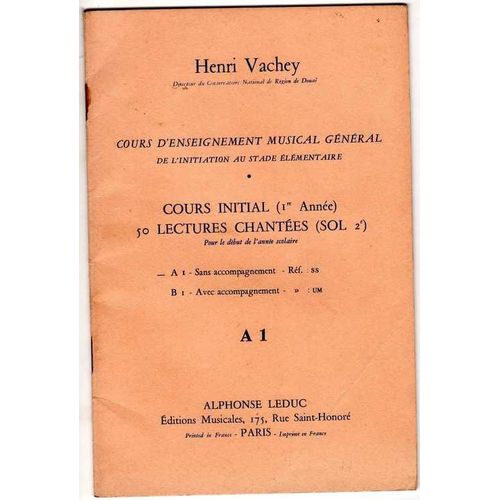 Henri Vachey
Directeur du Conservatoire National de Région de Douai
COURS D'ENSEIGNEMENT MUSICAL GÉNÉRAL
DE L'INITIATION AU STADE ÉLÉMENTAIRE
•
COURS INITIAL (1re Année)
50 LECTURES CHANTÉES (SOL 2e)
Pour le début de l'année scolaire
A 1 - Sans accompagnement - Réf. : SS
B 1 - Avec accompagnement - » : UM
A 1
ALPHONSE LEDUC
Éditions Musicales, 175, Rue Saint-Honoré
Printed in France - PARIS - Imprimé en France